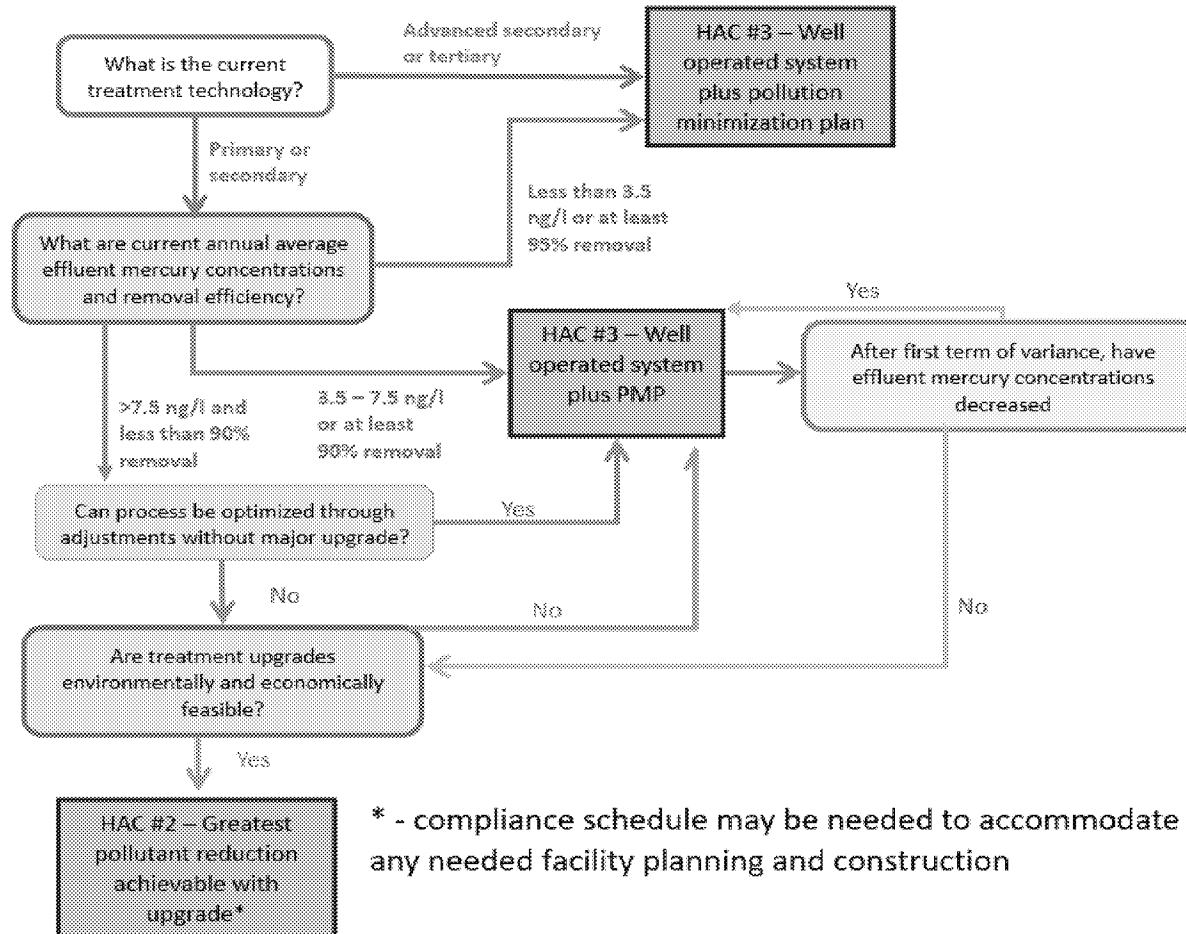 What is the current
treatment technology?
Advanced secondary
or tertiary
HAC #3 – Well
operated system
plus pollution
minimization plan
Primary or
secondary
Less than 3.5
ng/l or at least
95% removal
What are current annual average
effluent mercury concentrations
and removal efficiency?
Yes
HAC #3 – Well
operated system
plus PMP
After first term of variance, have
effluent mercury concentrations
decreased
>7.5 ng/l and
less than 90%
removal
3.5 – 7.5 ng/l
or at least
90% removal
Can process be optimized through
adjustments without major upgrade?
Yes
No
No
No
Are treatment upgrades
environmentally and economically
feasible?
Yes
HAC #2 – Greatest
pollutant reduction
achievable with
upgrade*
* - compliance schedule may be needed to accommodate
any needed facility planning and construction